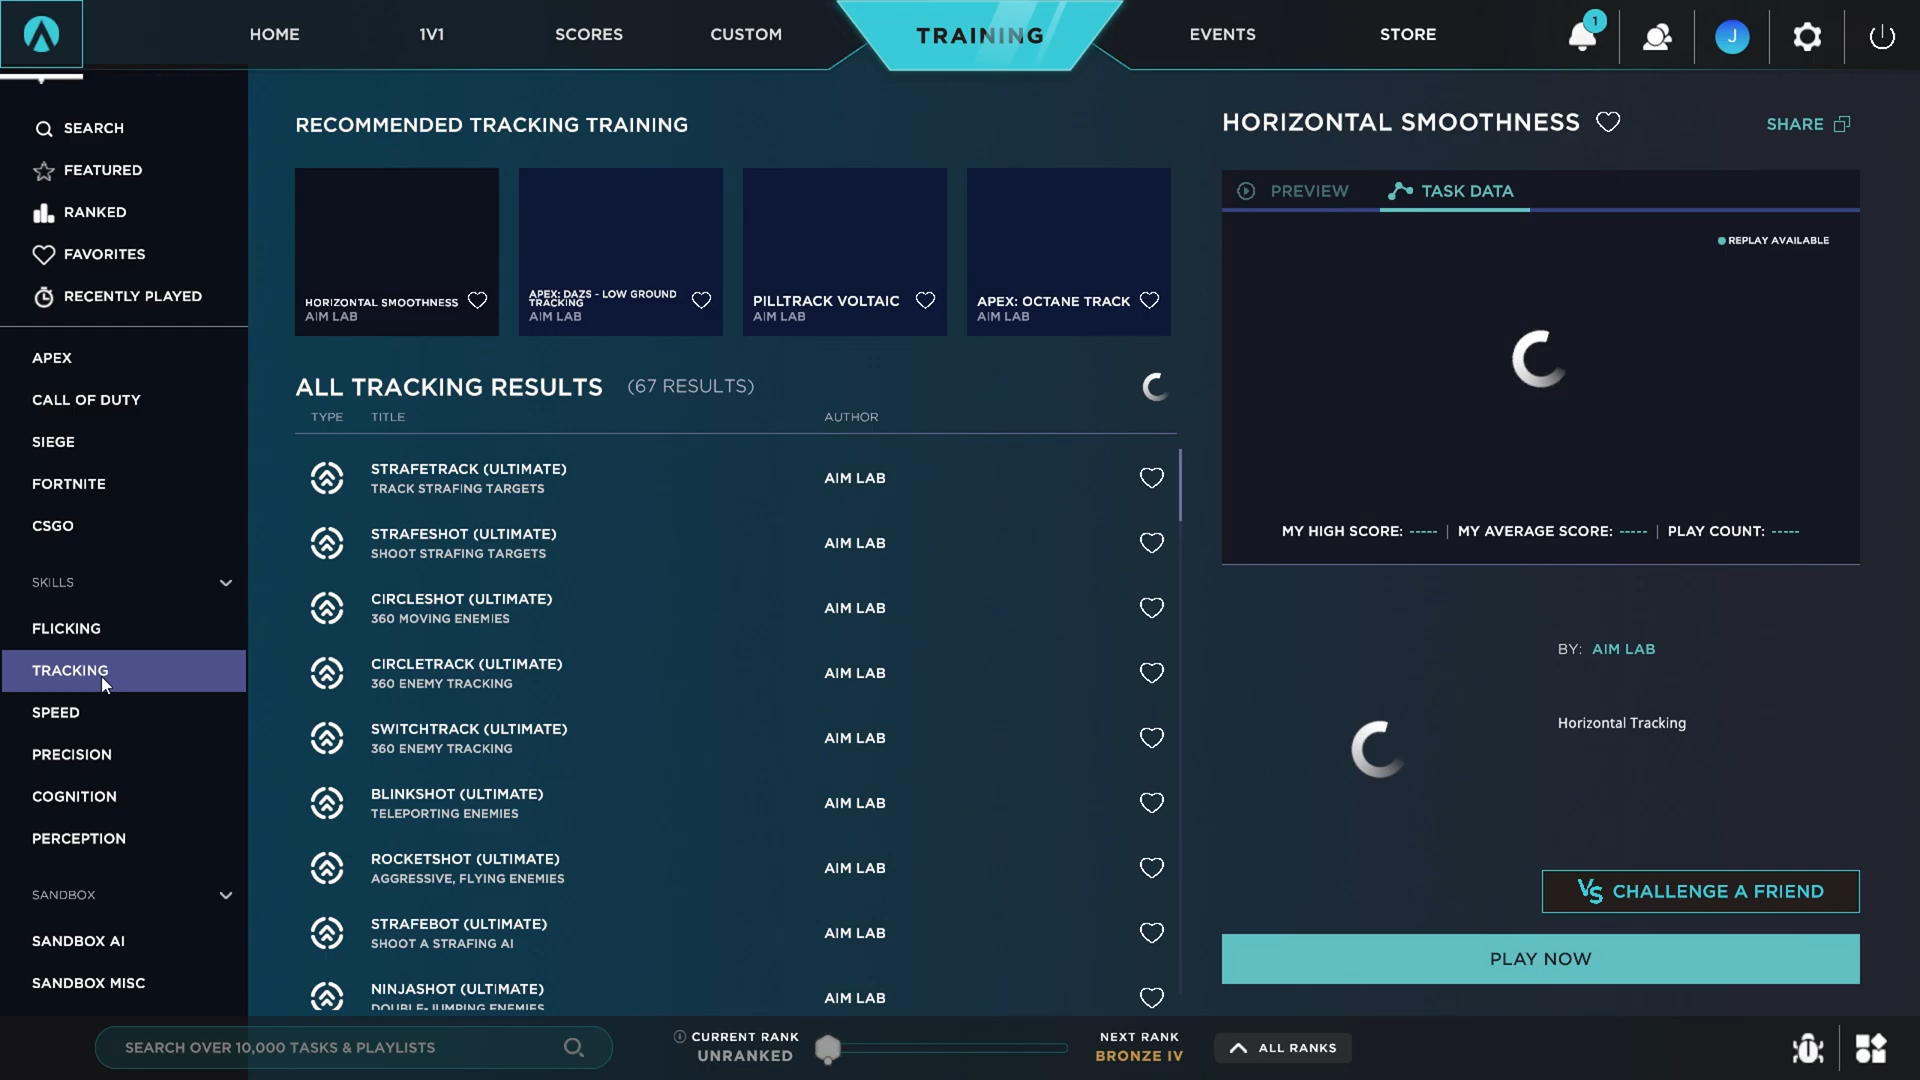 HOME
1V1
SCORES
CUSTOM
TRAINING
EVENTS
STORE
1
J
SEARCH
FEATURED
RANKED
FAVORITES
RECENTLY PLAYED
APEX
CALL OF DUTY
SIEGE
FORTNITE
CSGO
SKILLS
FLICKING
TRACKING
SPEED
PRECISION
COGNITION
PERCEPTION
SANDBOX
SANDBOX AI
SANDBOX MISC
RECOMMENDED TRACKING TRAINING
HORIZONTAL SMOOTHNESS
AIM LAB
APEX: DAZS - LOW GROUND
TRACKING
AIM LAB
PILLTRACK VOLTAIC
AIM LAB
APEX: OCTANE TRACK
AIM LAB
ALL TRACKING RESULTS (67 RESULTS)
TYPE TITLE AUTHOR
STRAFETRACK (ULTIMATE)
TRACK STRAFING TARGETS
AIM LAB
STRAFESHOT (ULTIMATE)
SHOOT STRAFING TARGETS
AIM LAB
CIRCLESHOT (ULTIMATE)
360 MOVING ENEMIES
AIM LAB
CIRCLETRACK (ULTIMATE)
360 ENEMY TRACKING
AIM LAB
SWITCHTRACK (ULTIMATE)
360 ENEMY TRACKING
AIM LAB
BLINKSHOT (ULTIMATE)
TELEPORTING ENEMIES
AIM LAB
ROCKETSHOT (ULTIMATE)
AGGRESSIVE, FLYING ENEMIES
AIM LAB
STRAFEBOT (ULTIMATE)
SHOOT A STRAFING AI
AIM LAB
NINJASHOT (ULTIMATE)
DOUBLE-JUMPING ENEMIES
AIM LAB
HORIZONTAL SMOOTHNESS
SHARE
PREVIEW
TASK DATA
REPLAY AVAILABLE
MY HIGH SCORE: ----- | MY AVERAGE SCORE: ----- | PLAY COUNT: -----
BY: AIM LAB
Horizontal Tracking
VS CHALLENGE A FRIEND
PLAY NOW
SEARCH OVER 10,000 TASKS & PLAYLISTS
CURRENT RANK
UNRANKED
NEXT RANK
BRONZE IV
ALL RANKS